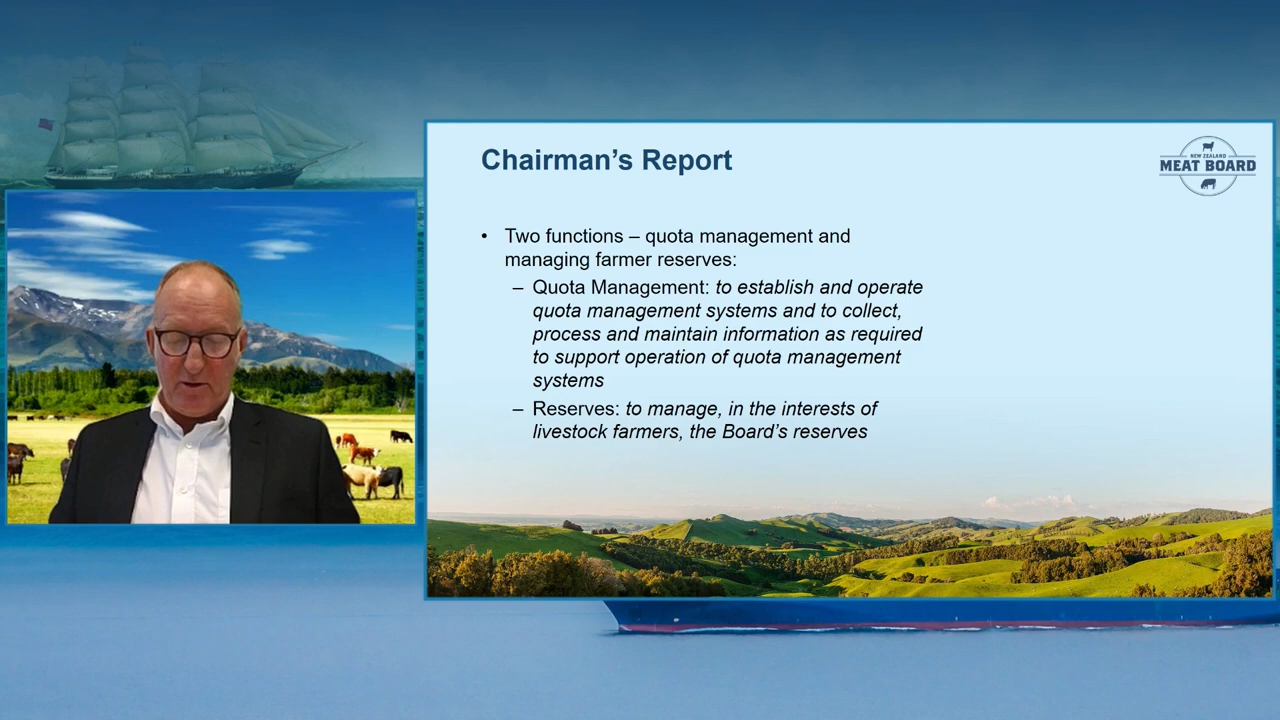 Chairman's Report
NEW ZEALAND
MEAT BOARD
• Two functions – quota management and
managing farmer reserves:
– Quota Management: to establish and operate
quota management systems and to collect,
process and maintain information as required
to support operation of quota management
systems
– Reserves: to manage, in the interests of
livestock farmers, the Board's reserves